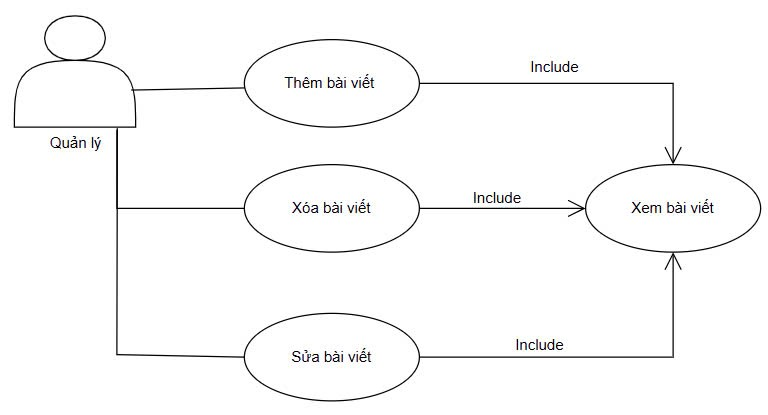 Include
Thêm bài viết
Quản lý
Include
Xóa bài viết
Xem bài viết
Include
Sửa bài viết